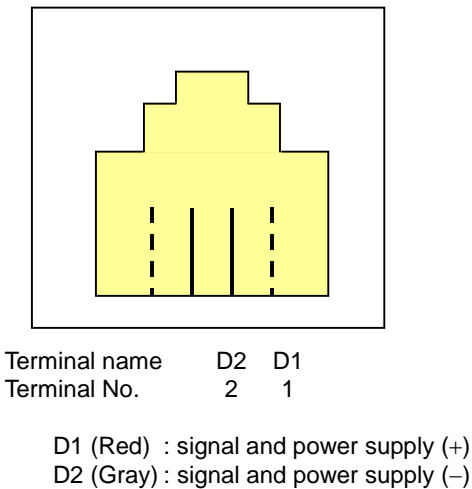 Terminal name D2 D1
Terminal No. 2 1
D1 (Red) : signal and power supply (+)
D2 (Gray) : signal and power supply (−)